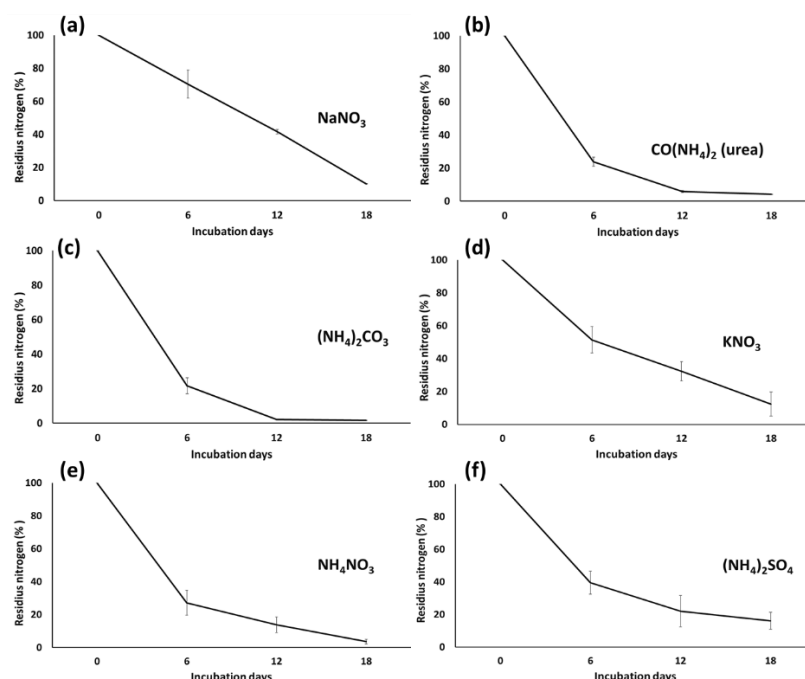 (a)
100
80
60
40
20
0
Residius nitrogen (% )
NaNO₃
0 6 12 18
Incubation days
(b)
100
80
60
40
20
0
Residius nitrogen (% )
CO(NH₄)₂ (urea)
0 6 12 18
Incubation days
(c)
100
80
60
40
20
0
Residius nitrogen (% )
(NH₄)₂CO₃
0 6 12 18
Incubation days
(d)
100
80
60
40
20
0
Residius nitrogen (% )
KNO₃
0 6 12 18
Incubation days
(e)
100
80
60
40
20
0
Residius nitrogen (% )
NH₄NO₃
0 6 12 18
Incubation days
(f)
100
80
60
40
20
0
Residius nitrogen (% )
(NH₄)₂SO₄
0 6 12 18
Incubation days